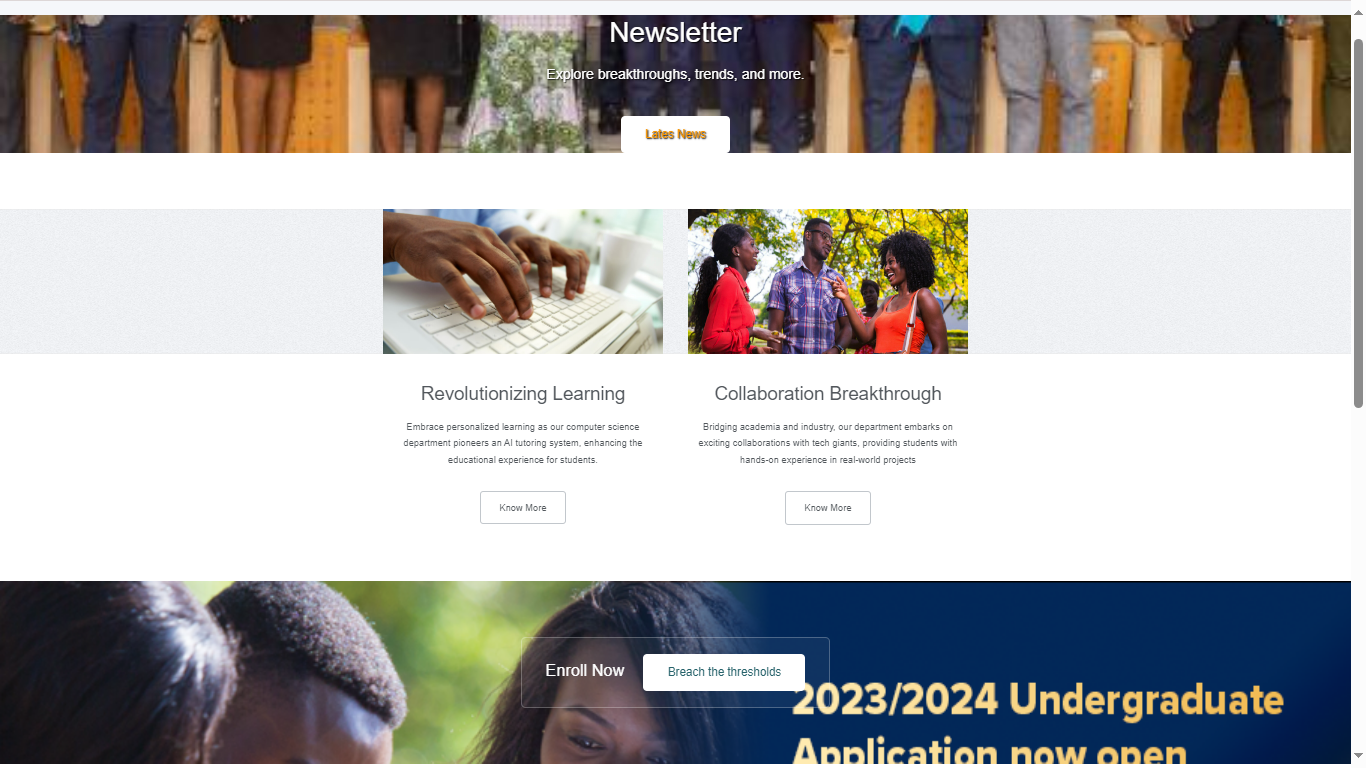 Newsletter
Explore breakthroughs, trends, and more.
Lates News
Revolutionizing Learning
Embrace personalized learning as our computer science
department pioneers an AI tutoring system, enhancing the
educational experience for students.
Know More
Collaboration Breakthrough
Bridging academia and industry, our department embarks on
exciting collaborations with tech giants, providing students with
hands-on experience in real-world projects
Know More
Enroll Now
Breach the thresholds
2023/2024 Undergraduate
Application now open